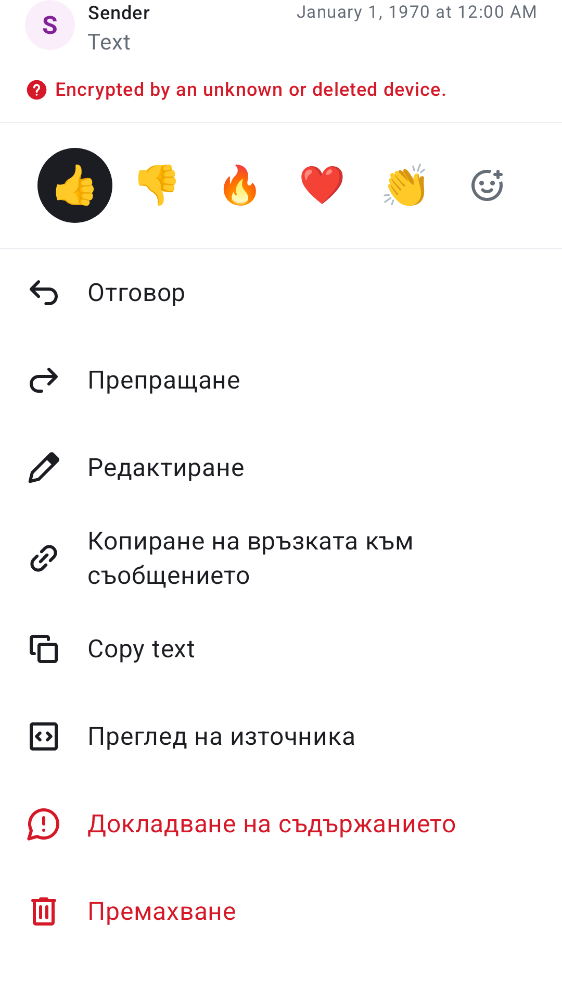 S
Sender
January 1, 1970 at 12:00 AM
Text
Encrypted by an unknown or deleted device.
Отговор
Препращане
Редактиране
Копиране на връзката към
съобщението
Copy text
Преглед на източника
Докладване на съдържанието
Премахване